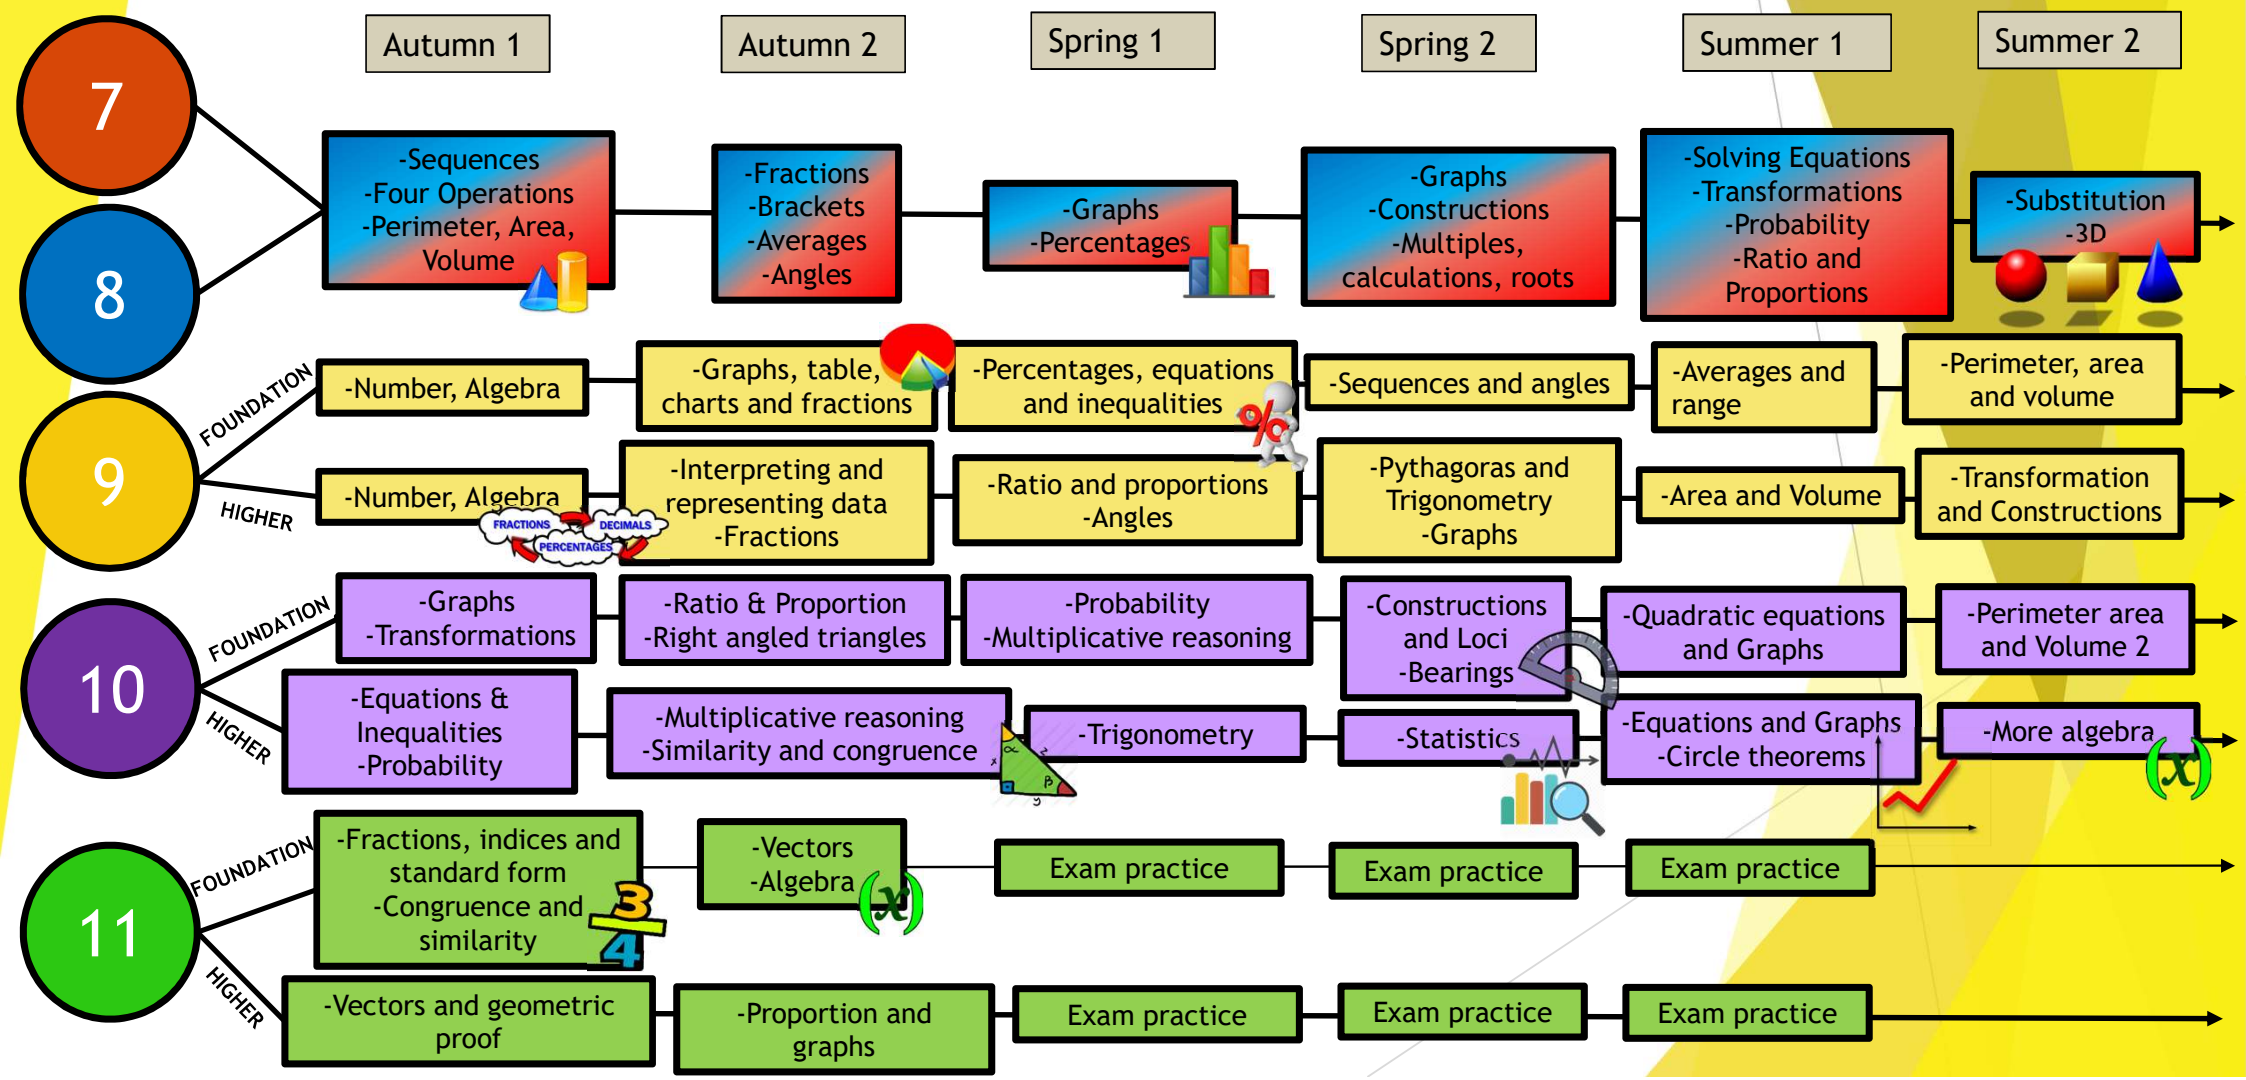 Autumn 1
Autumn 2
Spring 1
Spring 2
Summer 1
Summer 2
7
8
-Sequences
-Four Operations
-Perimeter, Area,
Volume
-Fractions
-Brackets
-Averages
-Angles
-Graphs
-Percentages
-Graphs
-Constructions
-Multiples,
calculations, roots
-Solving Equations
-Transformations
-Probability
-Ratio and
Proportions
-Substitution
-3D
9
FOUNDATION
-Number, Algebra
-Graphs, table,
charts and fractions
-Percentages, equations
and inequalities
%
-Sequences and angles
-Averages and
range
-Perimeter, area
and volume
HIGHER
-Number, Algebra
FRACTIONS
DECIMALS
PERCENTAGES
-Interpreting and
representing data
-Fractions
-Ratio and proportions
-Angles
-Pythagoras and
Trigonometry
-Graphs
-Area and Volume
-Transformation
and Constructions
10
FOUNDATION
-Graphs
-Transformations
-Ratio & Proportion
-Right angled triangles
-Probability
-Multiplicative reasoning
-Constructions
and Loci
-Bearings
-Quadratic equations
and Graphs
-Perimeter area
and Volume 2
HIGHER
-Equations &
Inequalities
-Probability
-Multiplicative reasoning
-Similarity and congruence
α
z
x
β
y
-Trigonometry
-Statistics
-Equations and Graphs
-Circle theorems
-More algebra
(x)
11
FOUNDATION
-Fractions, indices and
standard form
-Congruence and
similarity
3
4
-Vectors
-Algebra
(x)
Exam practice
Exam practice
Exam practice
HIGHER
-Vectors and geometric
proof
-Proportion and
graphs
Exam practice
Exam practice
Exam practice